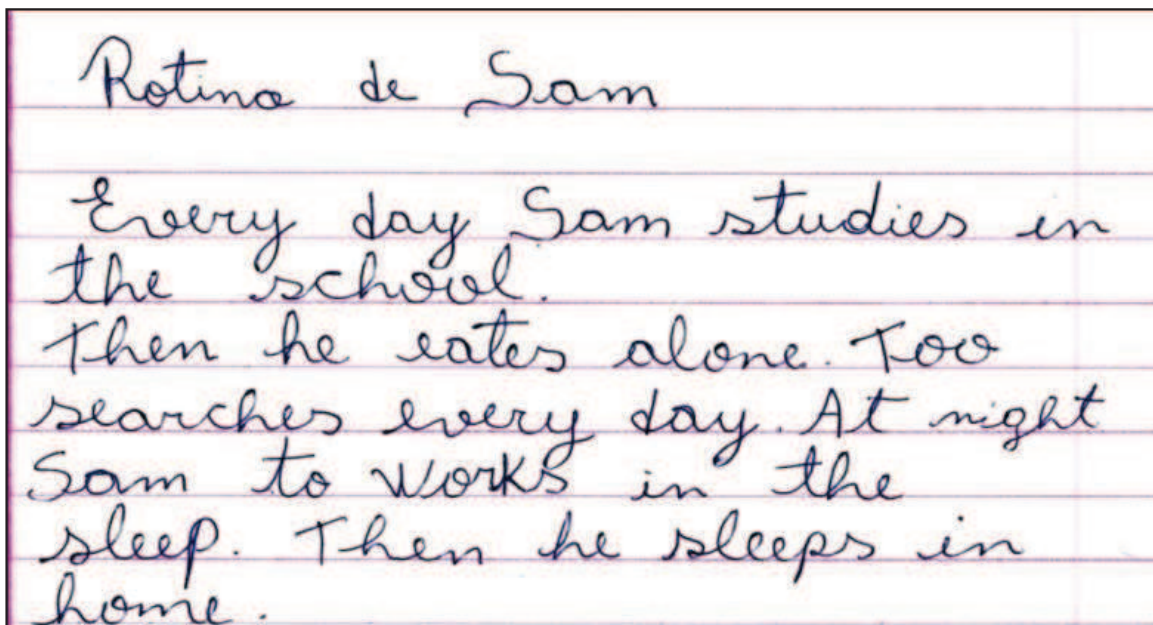 Rotina de Sam
Every day Sam studies in
the school.
Then he eates alone. Too
searches every day. At night
Sam to works in the
sleep. Then he sleeps in
home.